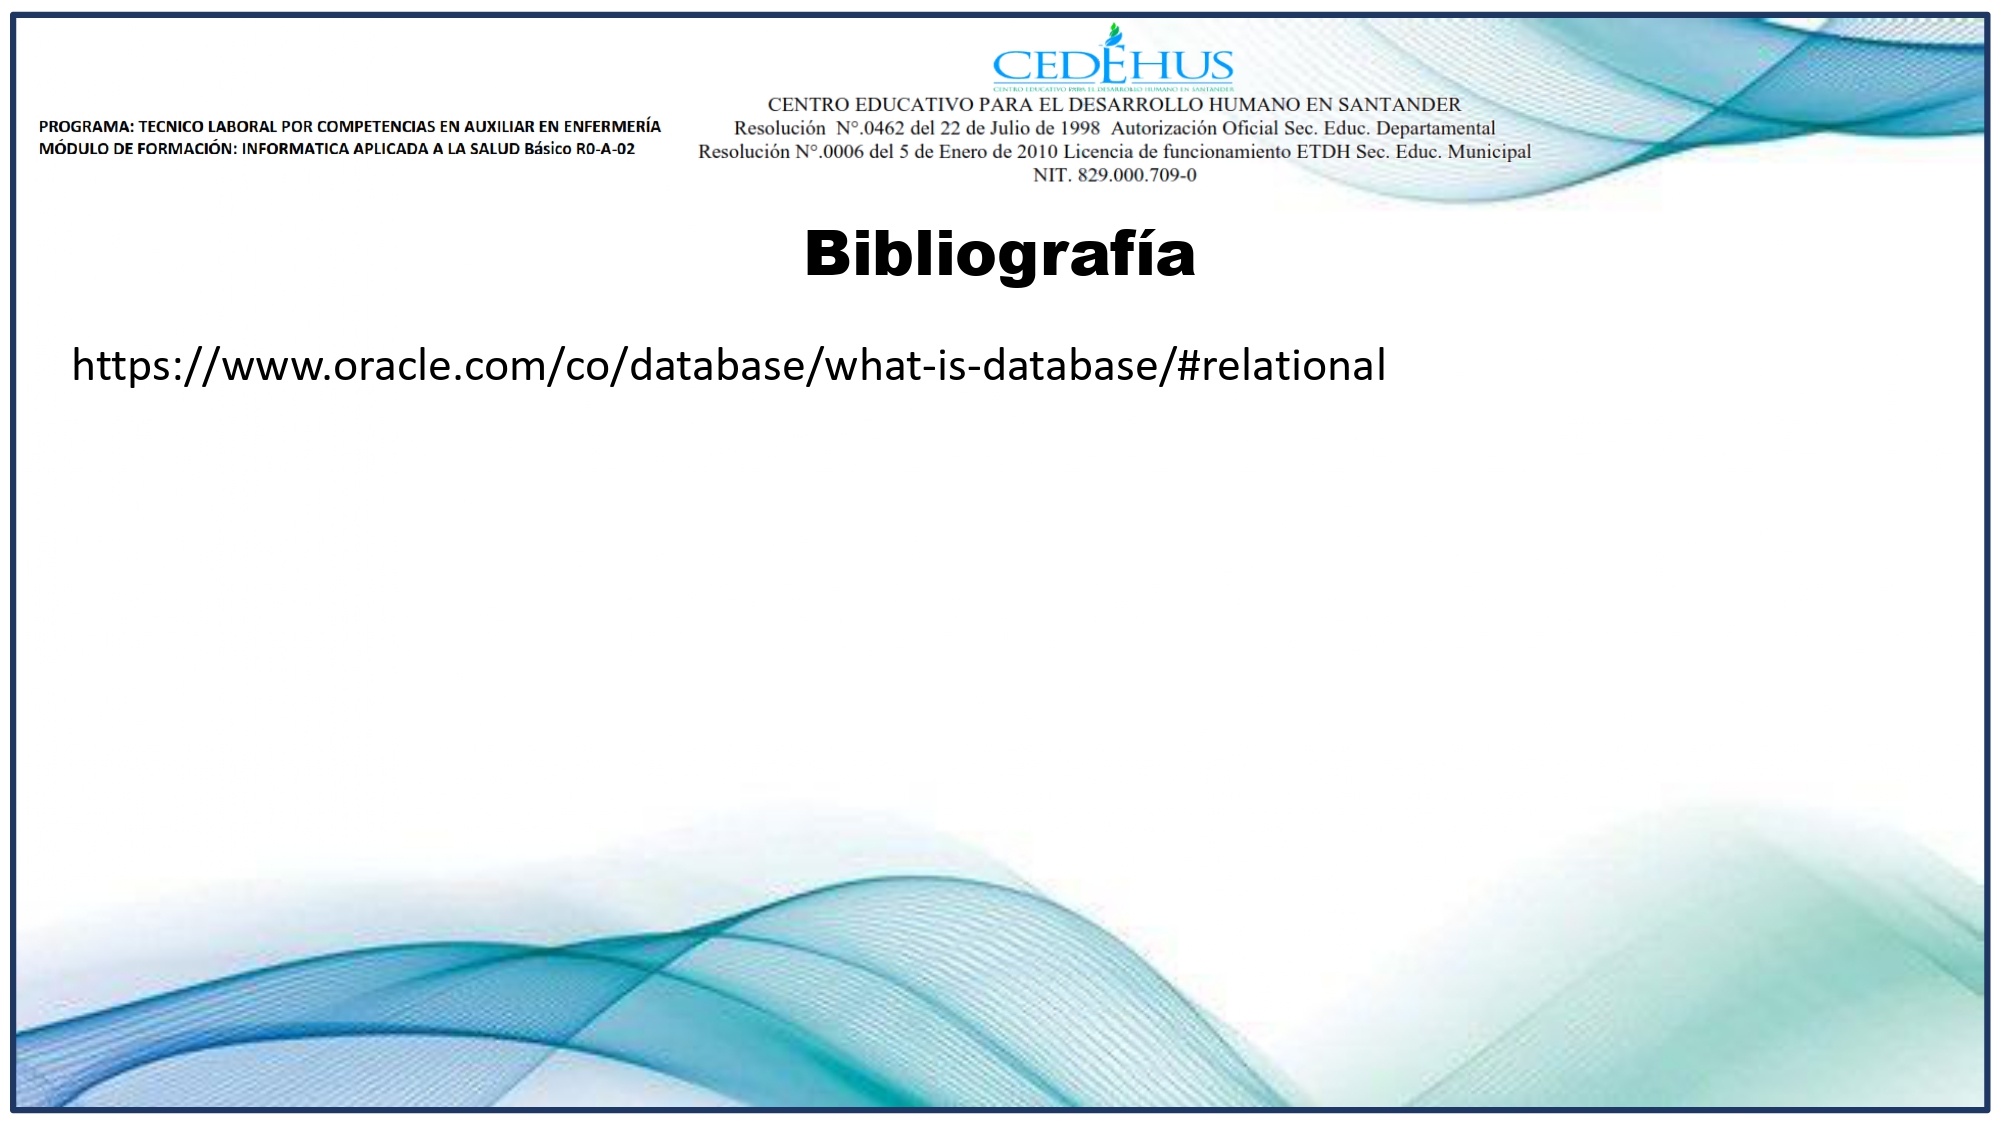 CEDEHUS
CENTRO EDUCATIVO PARA EL DESARROLLO HUMANO EN SANTANDER
CENTRO EDUCATIVO PARA EL DESARROLLO HUMANO EN SANTANDER
Resolución N°.0462 del 22 de Julio de 1998 Autorización Oficial Sec. Educ. Departamental
Resolución N°.0006 del 5 de Enero de 2010 Licencia de funcionamiento ETDH Sec. Educ. Municipal
NIT. 829.000.709-0
PROGRAMA: TECNICO LABORAL POR COMPETENCIAS EN AUXILIAR EN ENFERMERÍA
MÓDULO DE FORMACIÓN: INFORMATICA APLICADA A LA SALUD Básico R0-A-02
Bibliografía
https://www.oracle.com/co/database/what-is-database/#relational